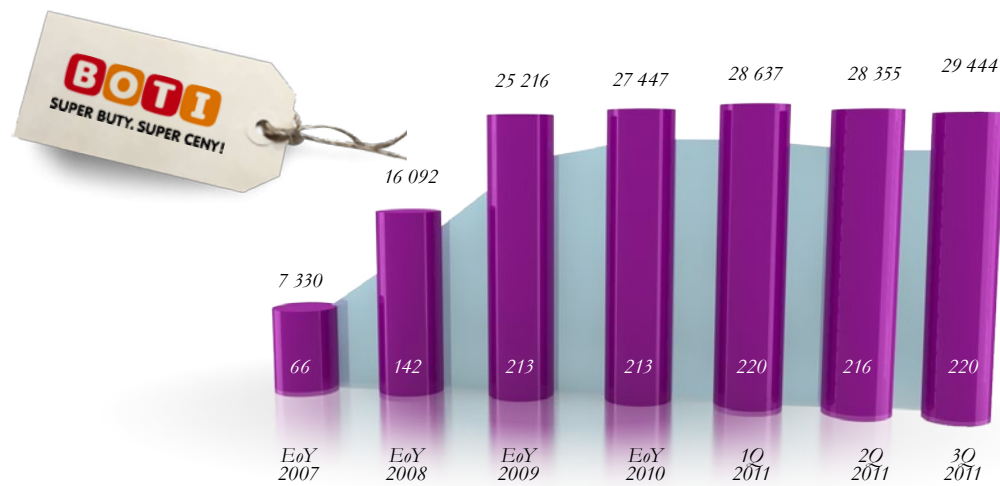 BOTI
SUPER BUTY. SUPER CENY!
7 330
16 092
25 216
27 447
28 637
28 355
29 444
66
142
213
213
220
216
220
EoY
2007
EoY
2008
EoY
2009
EoY
2010
1Q
2011
2Q
2011
3Q
2011